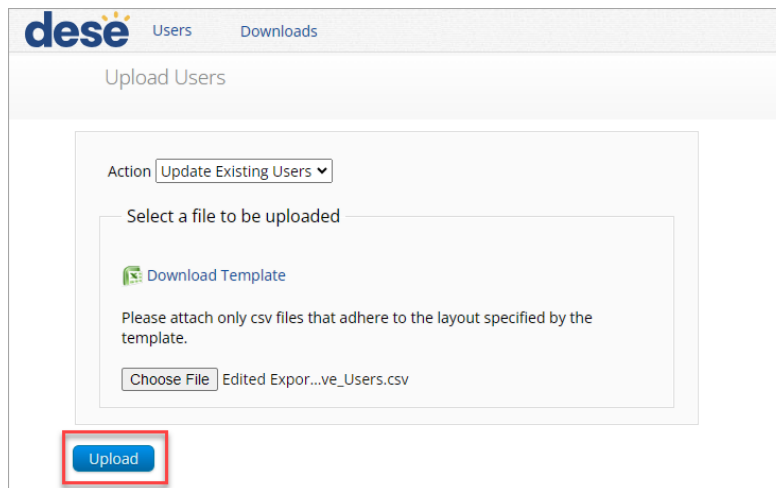 dese Users Downloads
Upload Users
Action Update Existing Users
Select a file to be uploaded
Download Template
Please attach only csv files that adhere to the layout specified by the
template.
Choose File Edited Expor...ve_Users.csv
Upload